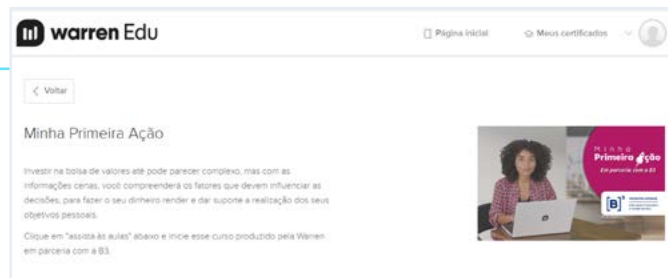 warren Edu
Página inicial
Meus certificados
Voltar
Minha Primeira Ação
Investir na bolsa de valores até pode parecer complexo, mas com as
informações certas, você compreenderá os fatores que devem influenciar as
decisões, para fazer o seu dinheiro render e dar suporte a realização dos seus
objetivos pessoais.
Clique em "assista às aulas" abaixo e inicie esse curso produzido pela Warren
em parceria com a B3.
Minha
Primeira Ação
Em parceria com a B3
[B]³